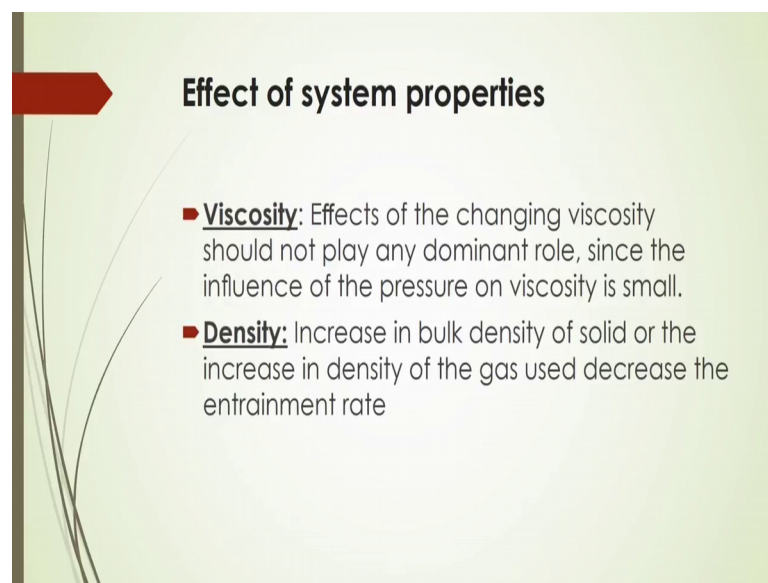 Effect of system properties
Viscosity: Effects of the changing viscosity
should not play any dominant role, since the
influence of the pressure on viscosity is small.
Density: Increase in bulk density of solid or the
increase in density of the gas used decrease the
entrainment rate